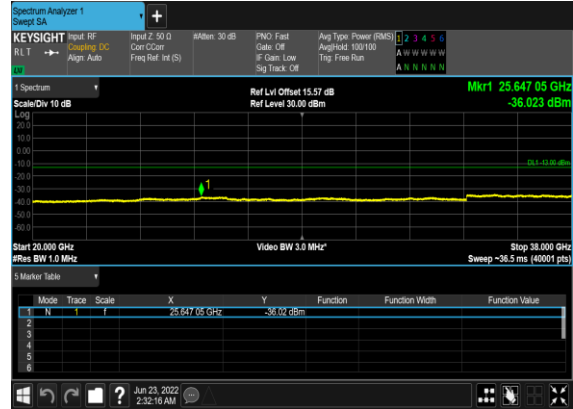 Spectrum Analyzer 1
Swept SA
+
KEYSIGHT Input: RF Input Z: 50 Ω #Atten: 30 dB PNO: Fast Avg Type: Power (RMS) 1 2 3 4 5 6
RLT Coupling: DC Corr CCorr Gate: Off Avg|Hold: 100/100 A W W W W W
Align: Auto Freq Ref: Int (S) IF Gain: Low Trig: Free Run
LNI Sig Track: Off A N N N N N
1 Spectrum Ref Lvl Offset 15.57 dB Mkr1 25.647 05 GHz
Scale/Div 10 dB Ref Level 30.00 dBm -36.023 dBm
Log
20.0
10.0
0.00
-10.0 DL1 -13.00 dBm
-20.0
-30.0 1
-40.0
-50.0
-60.0
Start 20.000 GHz Video BW 3.0 MHz* Stop 38.000 GHz
#Res BW 1.0 MHz Sweep ~36.5 ms (40001 pts)
5 Marker Table
Mode Trace Scale X Y Function Function Width Function Value
1 N 1 f 25.647 05 GHz -36.02 dBm
2
3
4
5
6
? Jun 23, 2022
2:32:16 AM